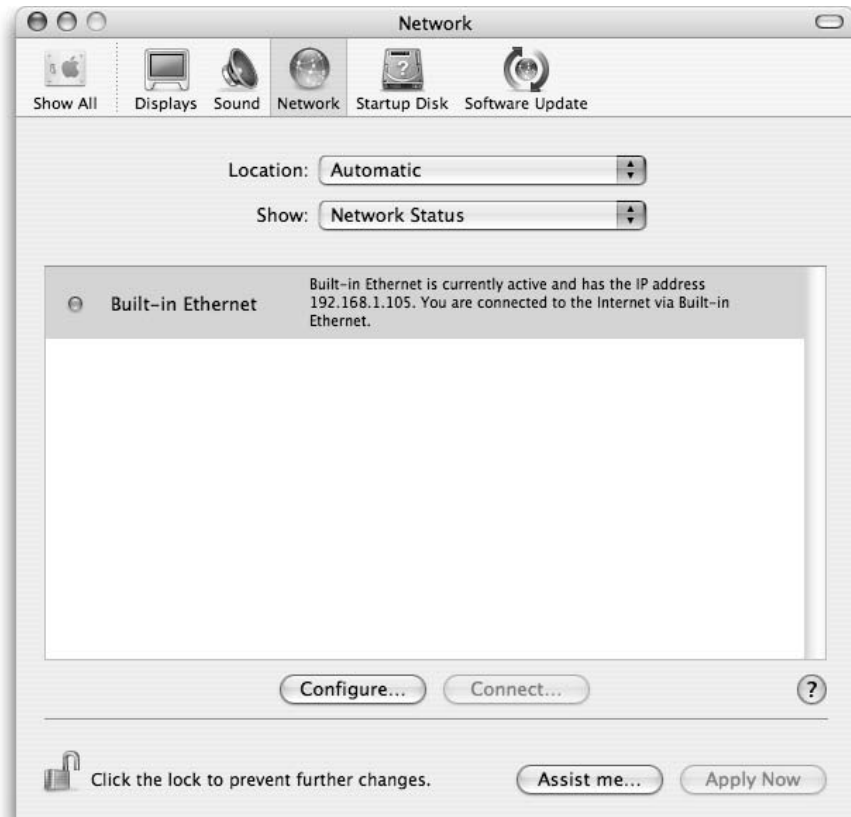 Network
Show All Displays Sound Network Startup Disk Software Update
Location: Automatic
Show: Network Status
Built-in Ethernet
Built-in Ethernet is currently active and has the IP address
192.168.1.105. You are connected to the Internet via Built-in
Ethernet.
Configure... Connect... ?
Click the lock to prevent further changes. Assist me... Apply Now